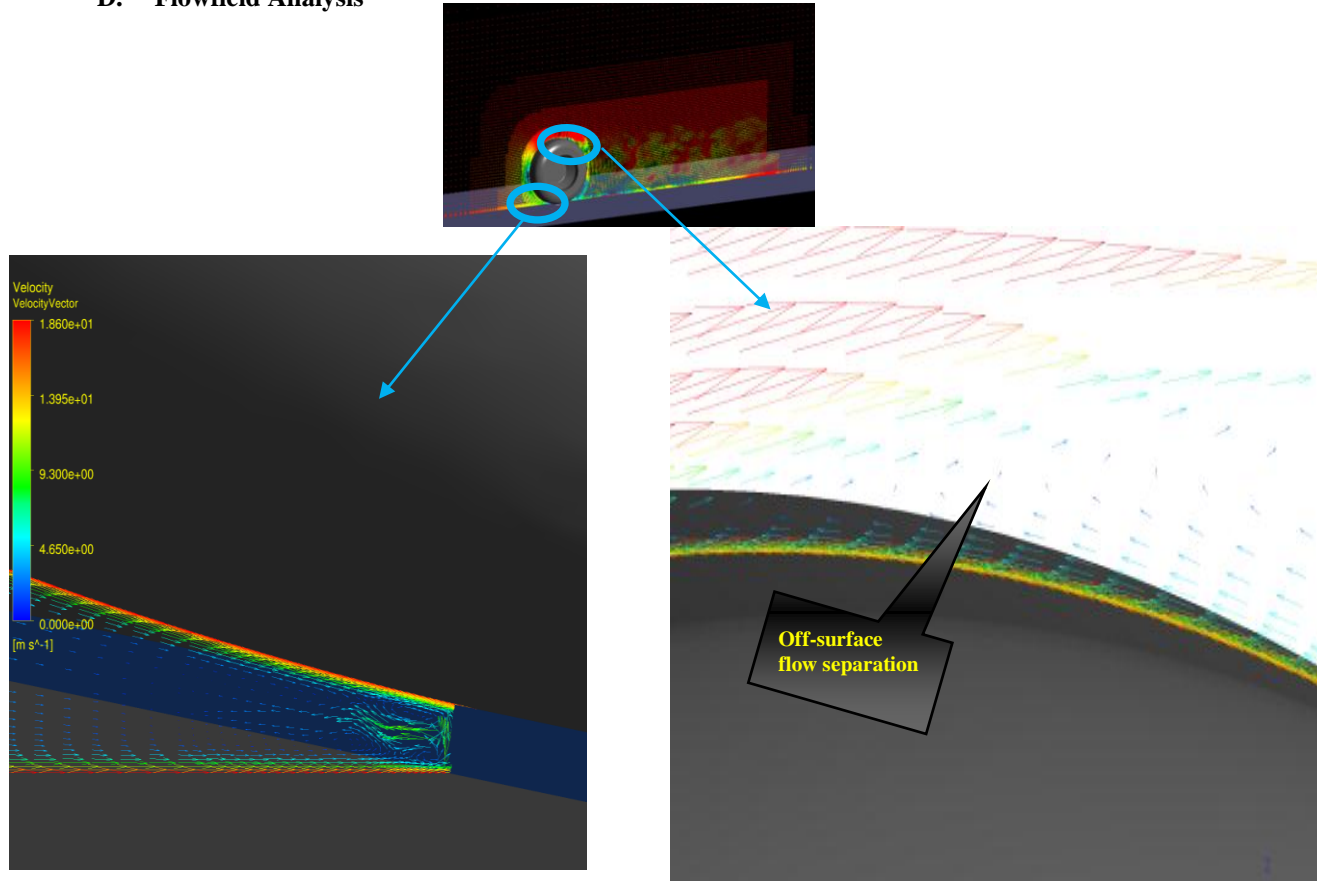 D. Flowfield Analysis
Velocity
VelocityVector
1.860e+01
1.395e+01
9.300e+00
4.650e+00
0.000e+00
[m s^-1]
Off-surface
flow separation